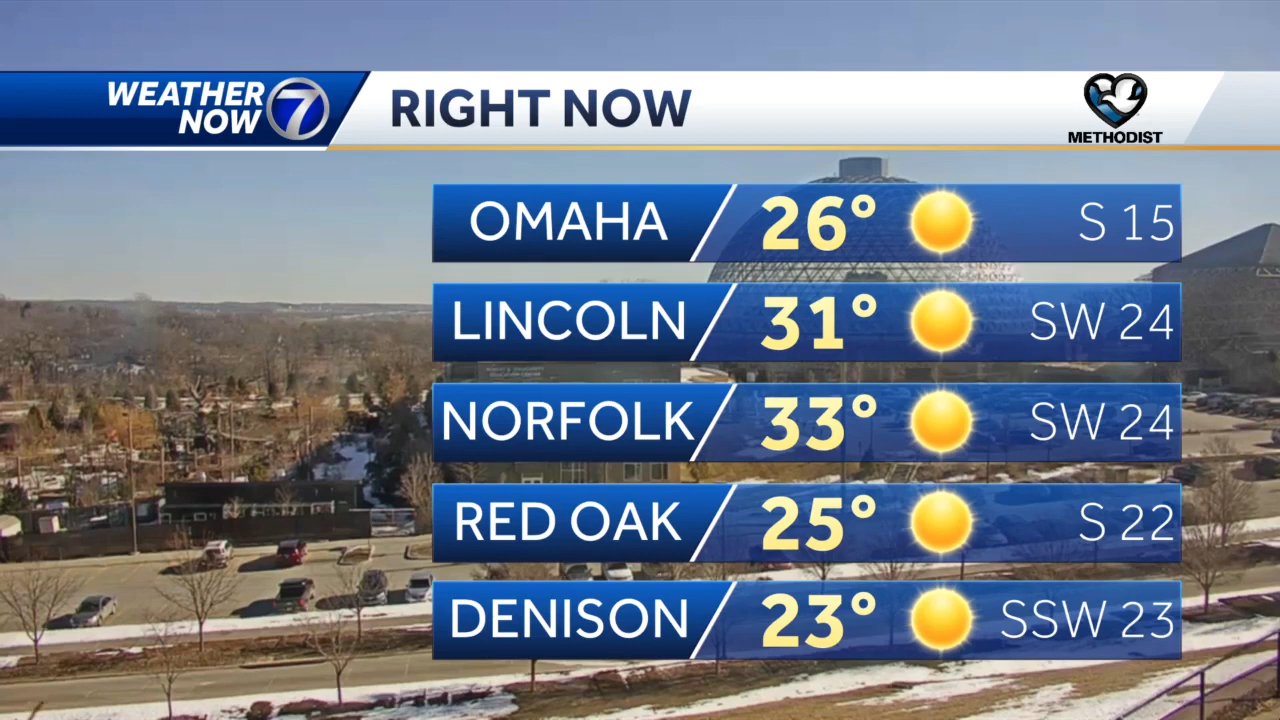 WEATHER
NOW 7
RIGHT NOW
METHODIST
OMAHA 26° S 15
LINCOLN 31° SW 24
NORFOLK 33° SW 24
RED OAK 25° S 22
DENISON 23° SSW 23